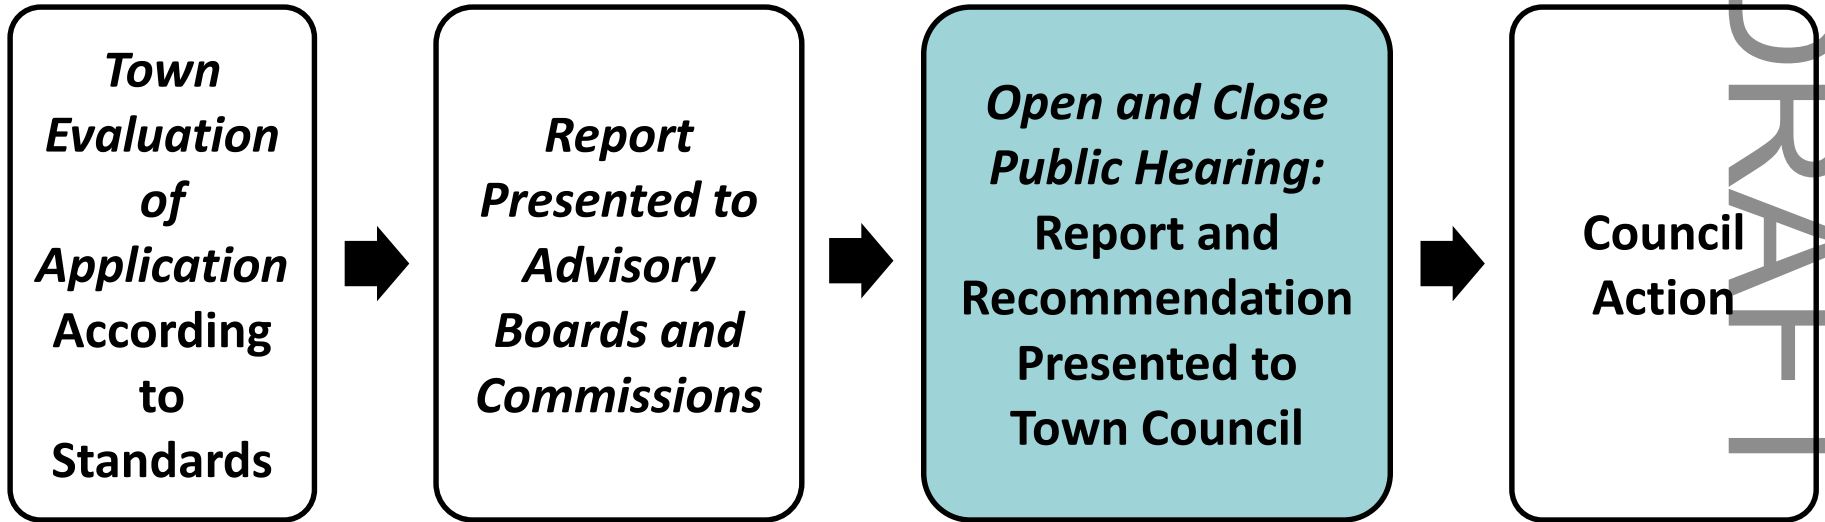 Town
Evaluation
of
Application
According
to
Standards
Report
Presented to
Advisory
Boards and
Commissions
Open and Close
Public Hearing:
Report and
Recommendation
Presented to
Town Council
Council
Action
DRAFT